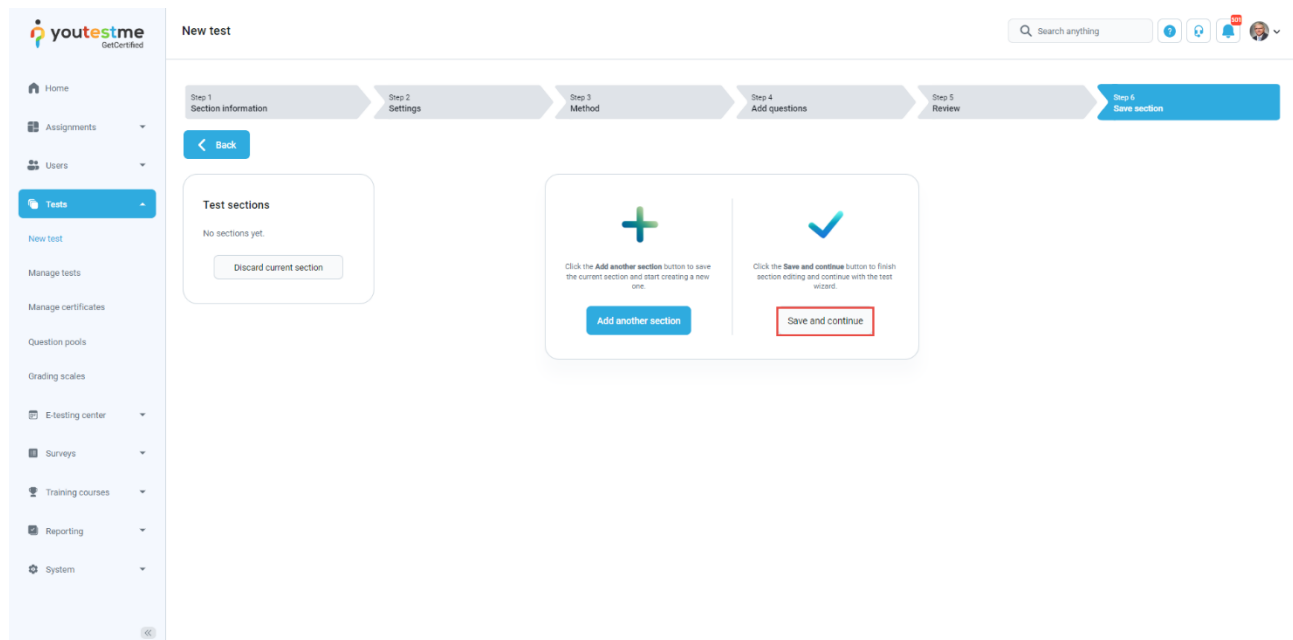 youtestme
GetCertified
New test
Search anything
?
501
Home
Assignments
Users
Tests
New test
Manage tests
Manage certificates
Question pools
Grading scales
E-testing center
Surveys
Training courses
Reporting
System
Step 1
Section information
Step 2
Settings
Step 3
Method
Step 4
Add questions
Step 5
Review
Step 6
Save section
Back
Test sections
No sections yet.
Discard current section
Click the Add another section button to save
the current section and start creating a new
one.
Add another section
Click the Save and continue button to finish
section editing and continue with the test
wizard.
Save and continue